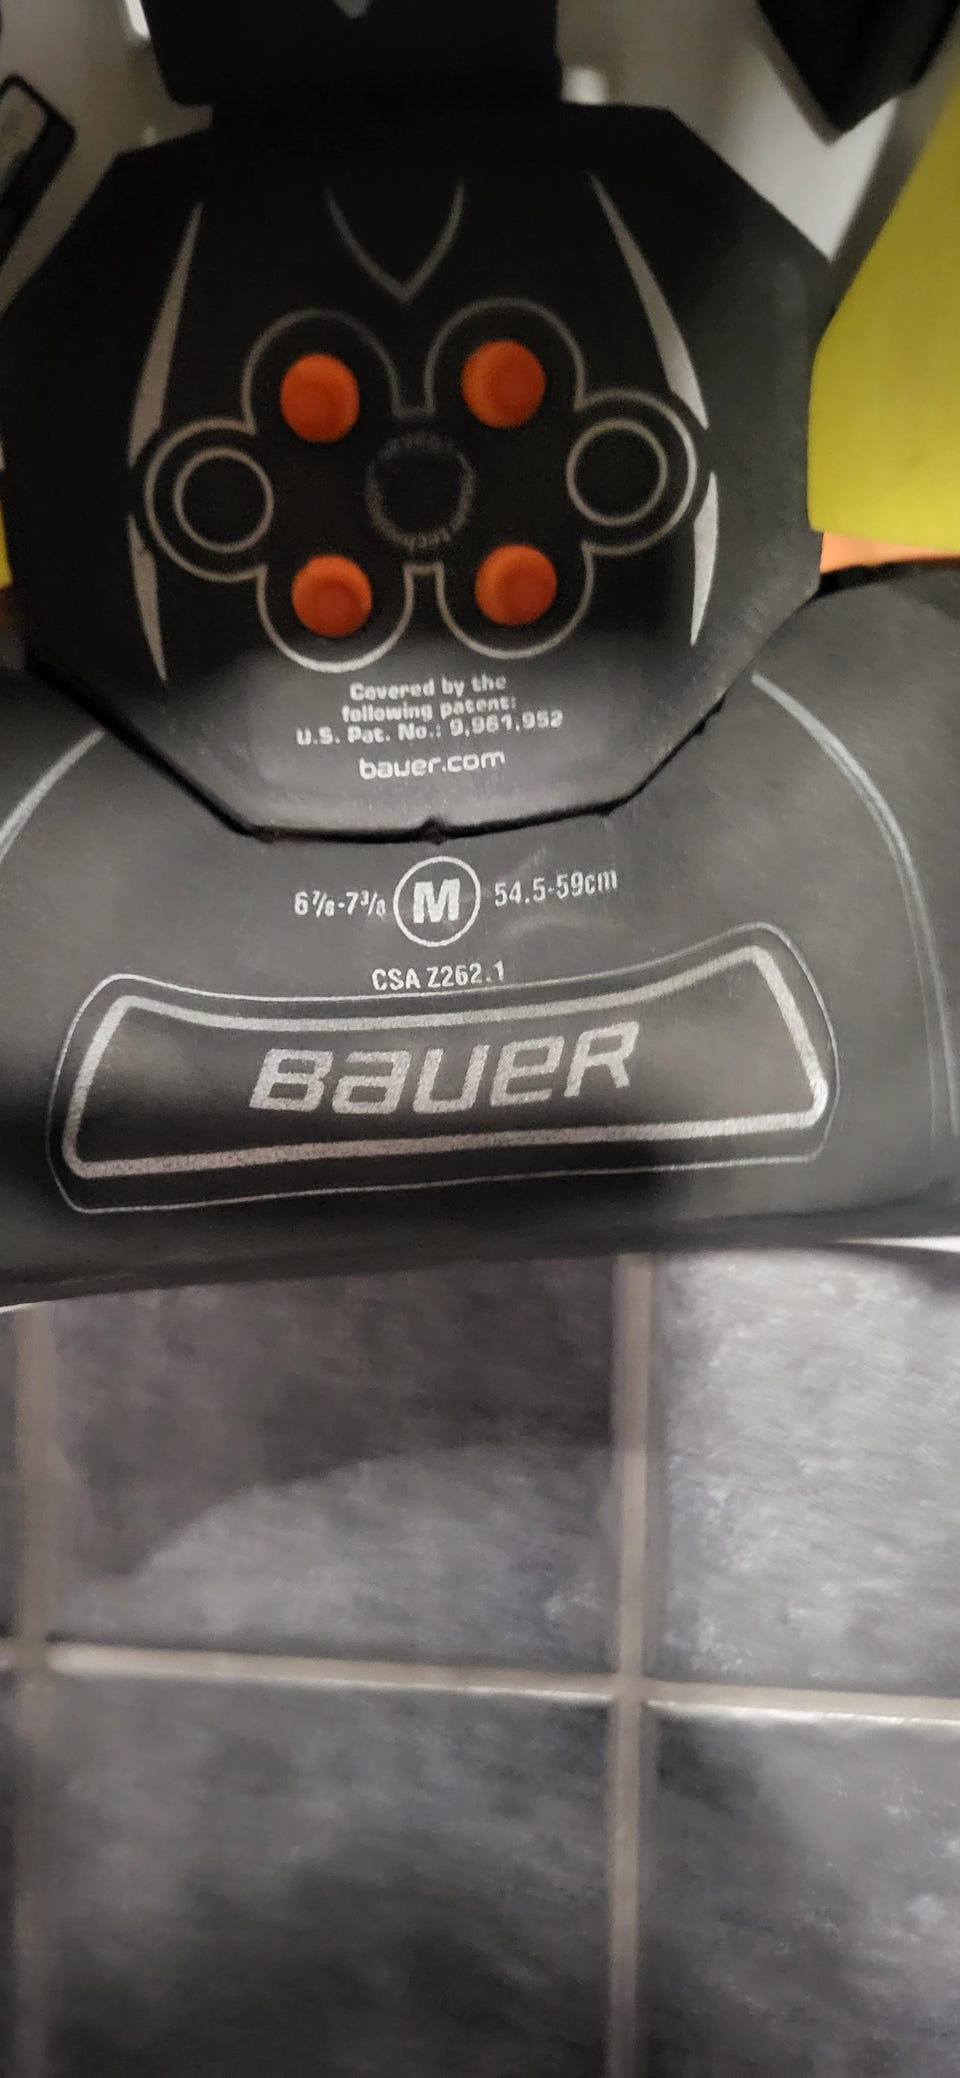 Covered by the
following patent:
U.S. Pat. No.: 9,961,952
bauer.com
6⅞-7⅜ M 54.5-59cm
CSA Z262.1
BAUER